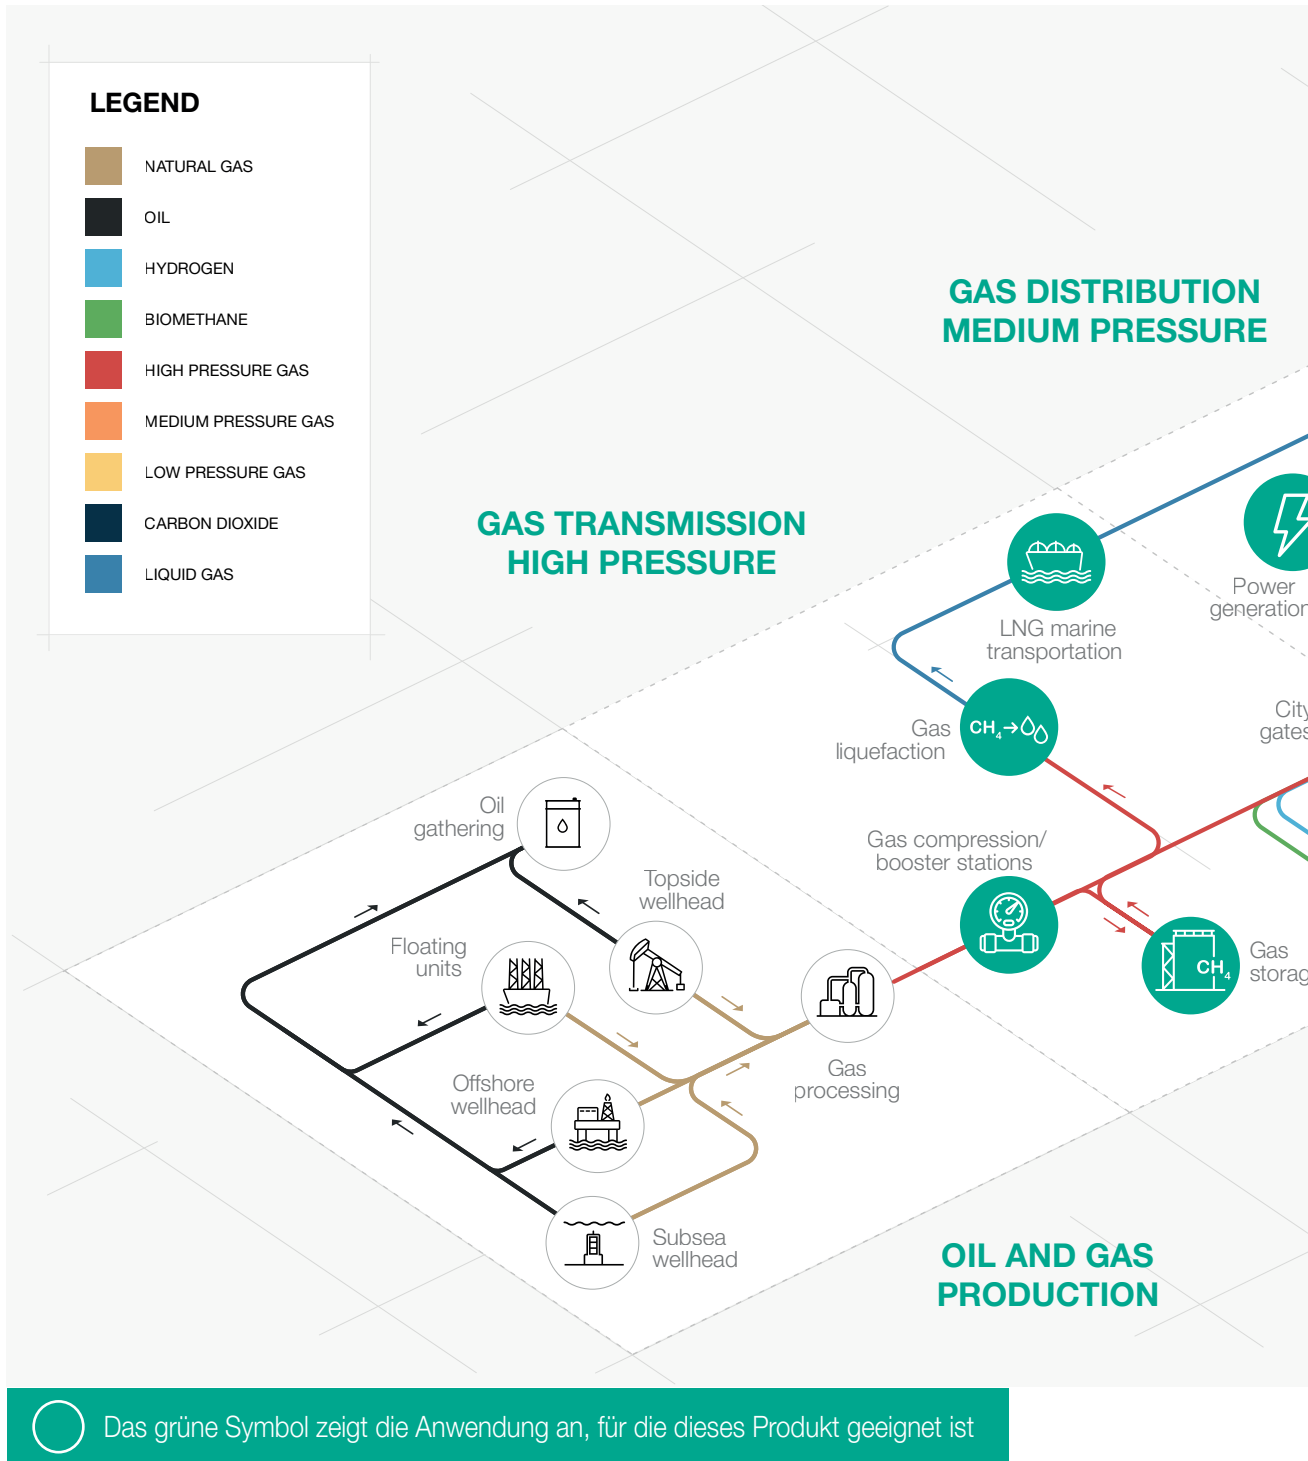 LEGEND
NATURAL GAS
OIL
HYDROGEN
BIOMETHANE
HIGH PRESSURE GAS
MEDIUM PRESSURE GAS
LOW PRESSURE GAS
CARBON DIOXIDE
LIQUID GAS
GAS DISTRIBUTION
MEDIUM PRESSURE
GAS TRANSMISSION
HIGH PRESSURE
Power
generation
LNG marine
transportation
City
gates
Gas
liquefaction
CH₄→
Oil
gathering
Gas compression/
booster stations
Topside
wellhead
Floating
units
Gas
storag
CH₄
Gas
processing
Offshore
wellhead
Subsea
wellhead
OIL AND GAS
PRODUCTION
Das grüne Symbol zeigt die Anwendung an, für die dieses Produkt geeignet ist